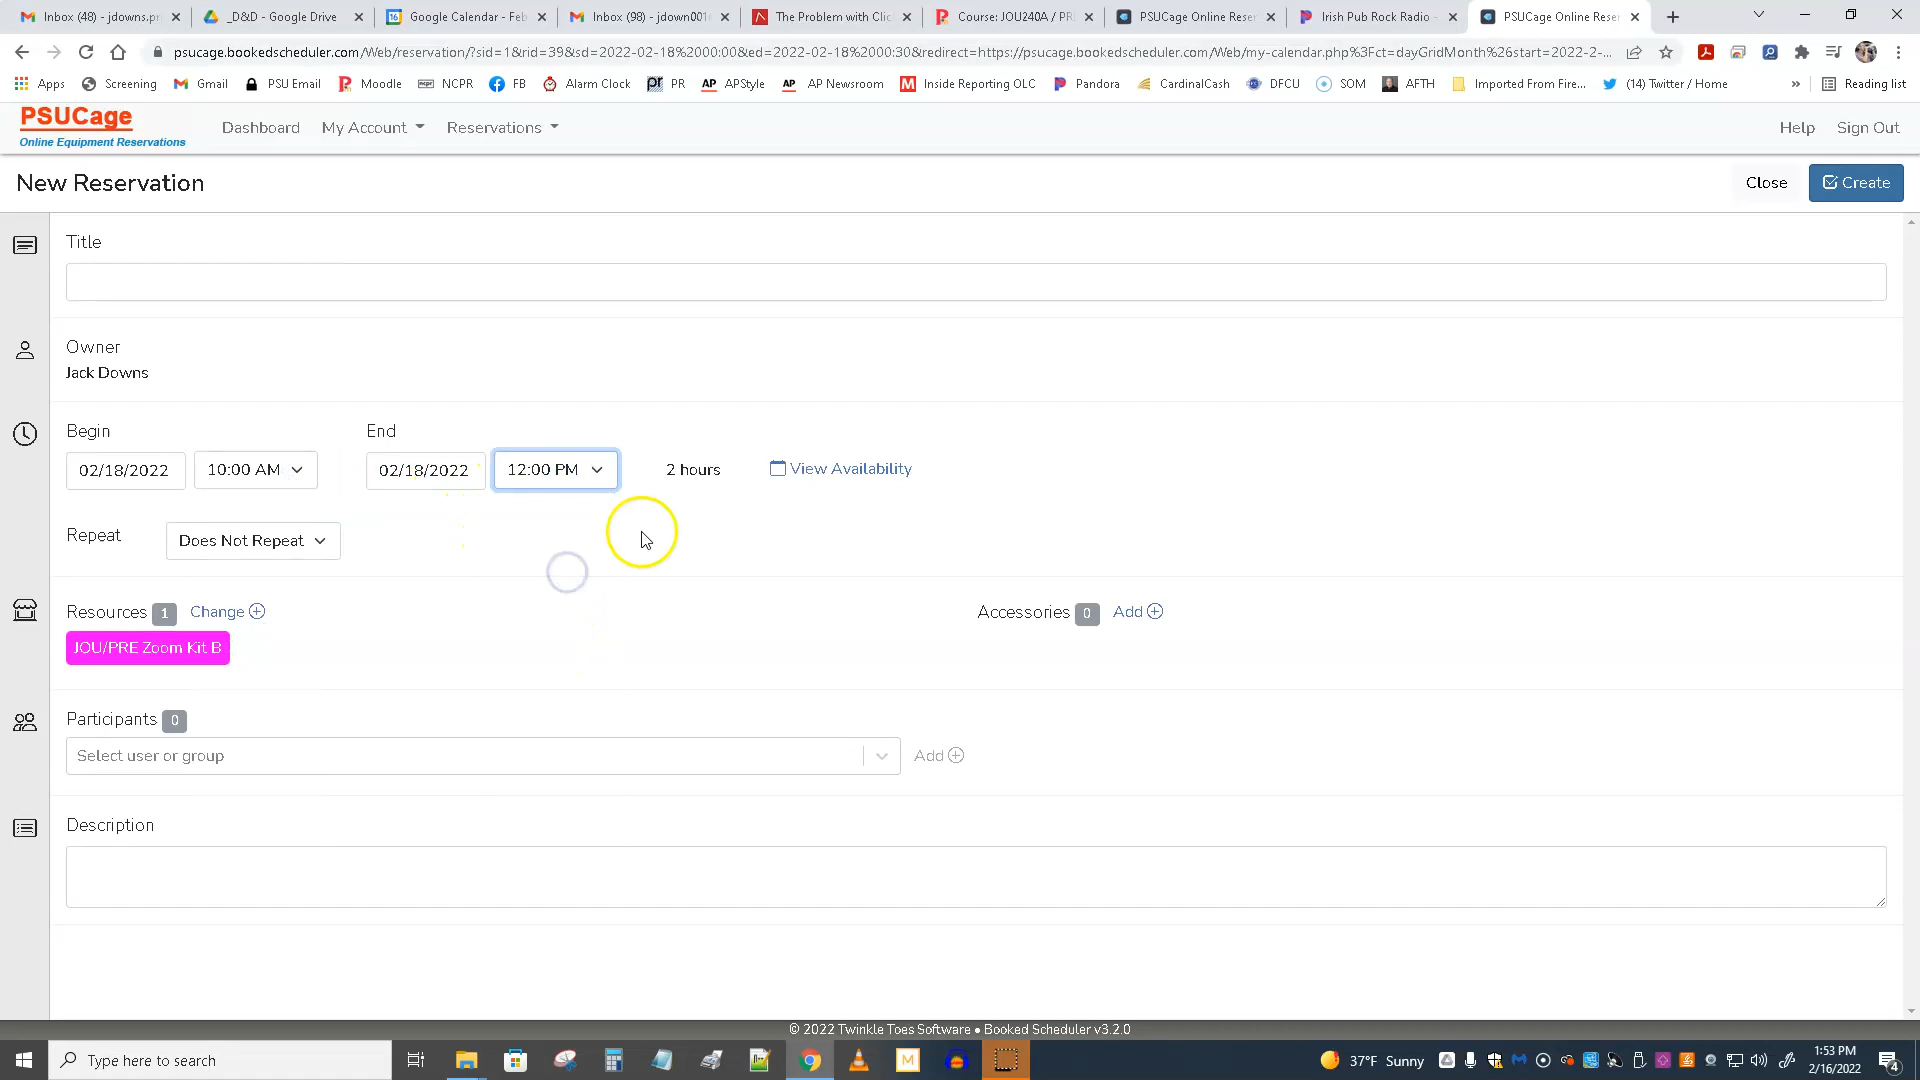 Inbox (48) - jdowns.pr
_D&D - Google Drive
Google Calendar - Feb
Inbox (98) - jdown001
The Problem with Clic
Course: JOU240A / PR
PSUCage Online Reser
Irish Pub Rock Radio -
PSUCage Online Reser
psucage.bookedscheduler.com/Web/reservation/?sid=1&rid=39&sd=2022-02-18%2000:00&ed=2022-02-18%2000:30&redirect=https://psucage.bookedscheduler.com/Web/my-calendar.php%3Fct=dayGridMonth%26start=2022-2-...
Apps Screening Gmail PSU Email Moodle NCPR FB Alarm Clock PR APStyle AP Newsroom Inside Reporting OLC Pandora CardinalCash DFCU SOM AFTH Imported From Fire... (14) Twitter / Home » Reading list
PSUCage
Online Equipment Reservations
Dashboard My Account Reservations Help Sign Out
New Reservation Close Create
Title
Owner
Jack Downs
Begin End
02/18/2022 10:00 AM 02/18/2022 12:00 PM 2 hours View Availability
Repeat Does Not Repeat
Resources 1 Change Accessories 0 Add
JOU/PRE Zoom Kit B
Participants 0
Select user or group Add
Description
© 2022 Twinkle Toes Software • Booked Scheduler v3.2.0
Type here to search
37°F Sunny
1:53 PM
2/16/2022
4